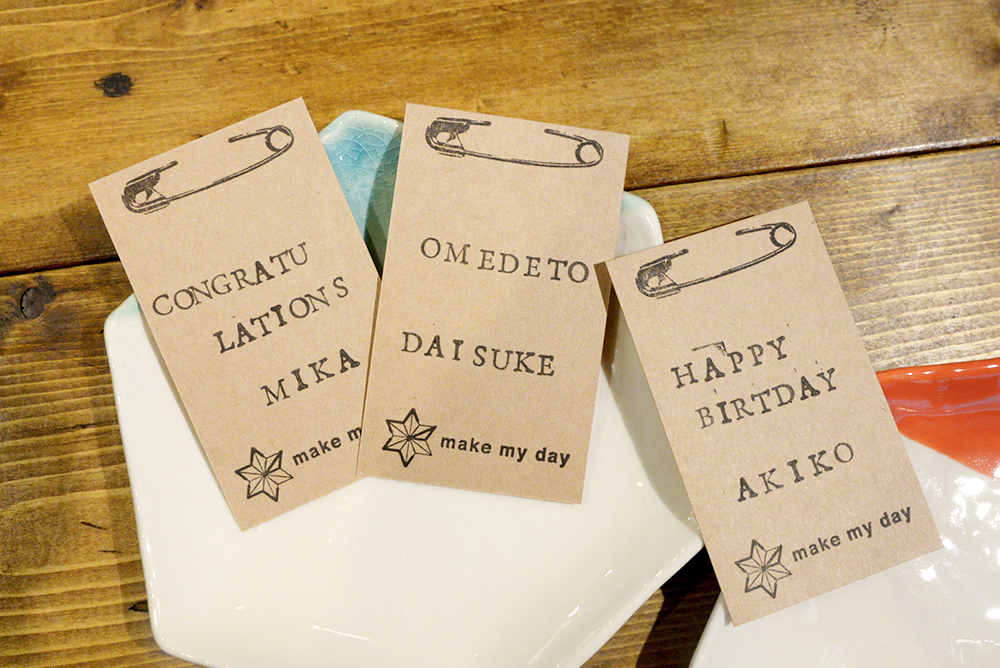 CONGRATU
LATIONS
MIKA
make m
OMEDETO
DAISUKE
make my day
HAPPY
BIRTDAY
AKIKO
make my day